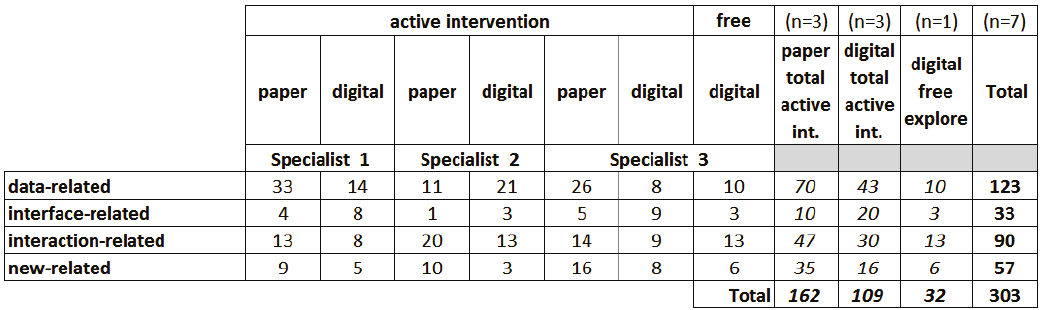 active intervention free (n=3) (n=3) (n=1) (n=7)
paper digital paper digital paper digital digital paper total active int. digital total active int. digital free explore Total
Specialist 1 Specialist 2 Specialist 3
data-related 33 14 11 21 26 8 10 70 43 10 123
interface-related 4 8 1 3 5 9 3 10 20 3 33
interaction-related 13 8 20 13 14 9 13 47 30 13 90
new-related 9 5 10 3 16 8 6 35 16 6 57
Total 162 109 32 303